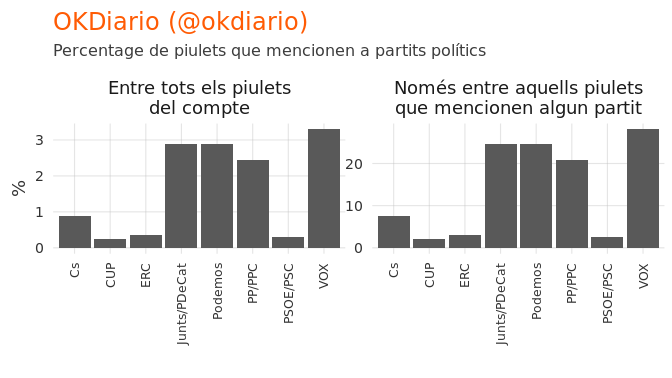 OKDiario (@okdiario)
Percentage de piulets que mencionen a partits polítics
Entre tots els piulets
del compte
Només entre aquells piulets
que mencionen algun partit
%
3
2
1
0
20
10
0
Cs
CUP
ERC
Junts/PDeCat
Podemos
PP/PPC
PSOE/PSC
VOX
Cs
CUP
ERC
Junts/PDeCat
Podemos
PP/PPC
PSOE/PSC
VOX